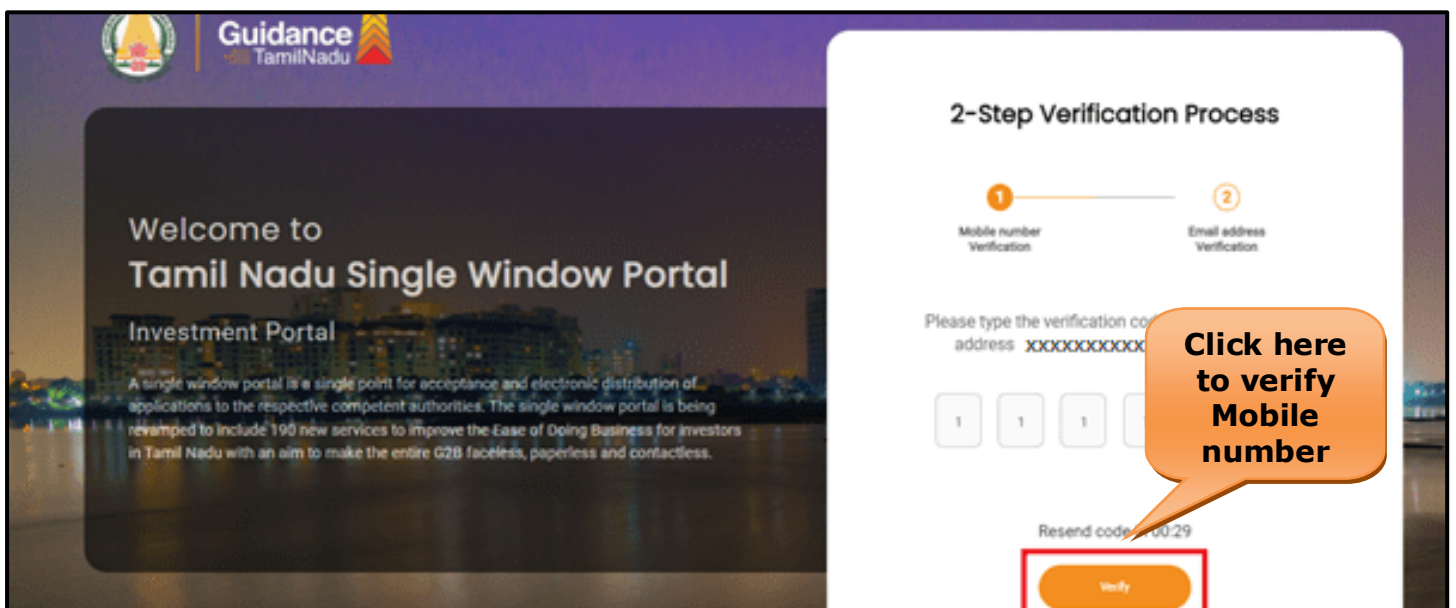 Guidance
TamilNadu
Welcome to
Tamil Nadu Single Window Portal
Investment Portal
A single window portal is a single point for acceptance and electronic distribution of
applications to the respective competent authorities. The single window portal is being
revamped to include 190 new services to improve the Ease of Doing Business for investors
in Tamil Nadu with an aim to make the entire G2B faceless, paperless and contactless.
2-Step Verification Process
1
2
Mobile number
Verification
Email address
Verification
Please type the verification
address xxxxxxxxxx
1 1 1
Click here
to verify
Mobile
number
Resend code 00:29
Verify